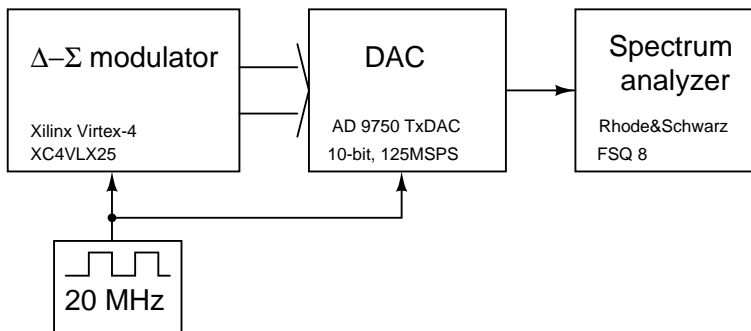 Δ−Σ modulator
Xilinx Virtex-4
XC4VLX25
DAC
AD 9750 TxDAC
10-bit, 125MSPS
Spectrum
analyzer
Rhode&Schwarz
FSQ 8
20 MHz